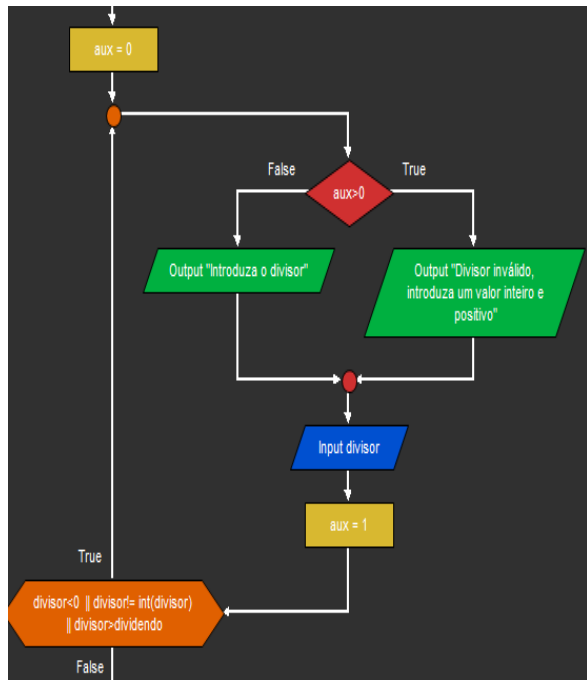 aux = 0
False
True
aux>0
Output "Introduza o divisor"
Output "Divisor inválido,
introduza um valor inteiro e
positivo"
Input divisor
aux = 1
True
divisor<0 || divisor!= int(divisor)
|| divisor>dividendo
False